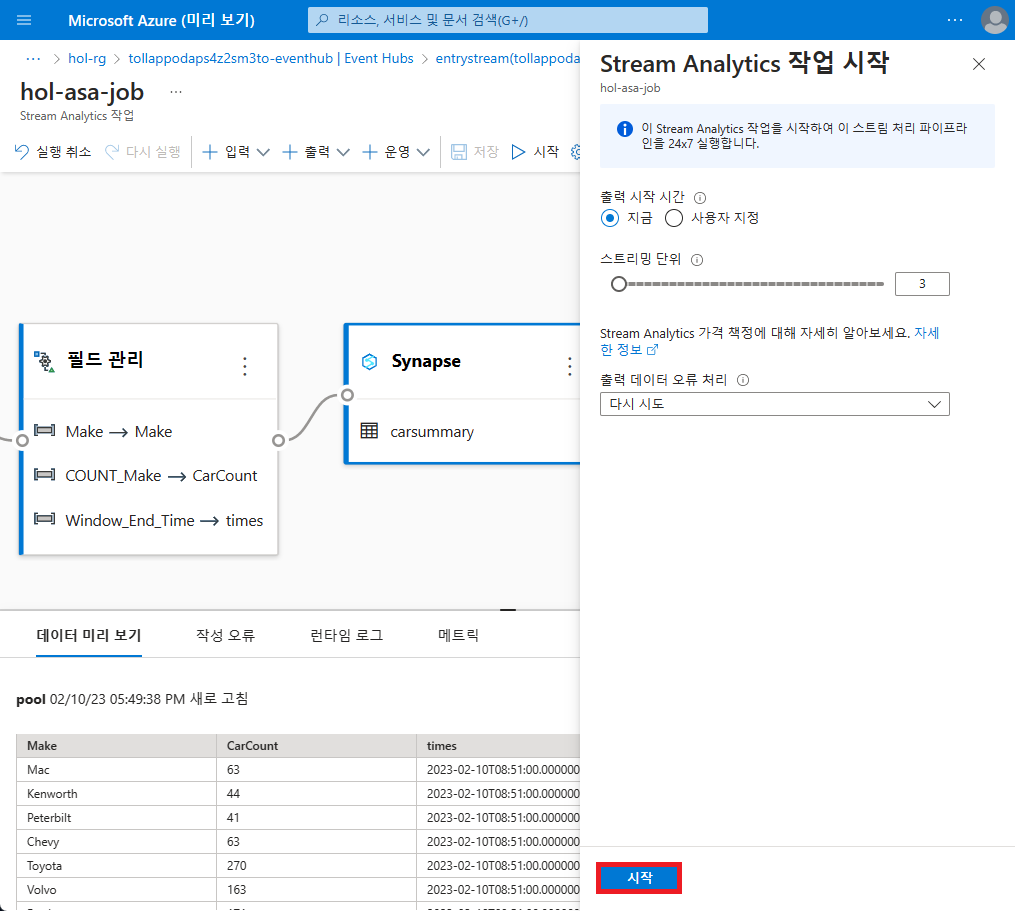 Microsoft Azure (미리 보기)
리소스, 서비스 및 문서 검색(G+/)
hol-rg > tollappodaps4z2sm3to-eventhub | Event Hubs > entrystream(tollappoda
hol-asa-job
Stream Analytics 작업
실행 취소 다시 실행 입력 출력 운영 저장 시작
필드 관리
Make → Make
COUNT_Make → CarCount
Window_End_Time → times
Synapse
carsummary
데이터 미리 보기 작성 오류 런타임 로그 메트릭
pool 02/10/23 05:49:38 PM 새로 고침
Make CarCount times
Mac 63 2023-02-10T08:51:00.000000
Kenworth 44 2023-02-10T08:51:00.000000
Peterbilt 41 2023-02-10T08:51:00.000000
Chevy 63 2023-02-10T08:51:00.000000
Toyota 270 2023-02-10T08:51:00.000000
Volvo 163 2023-02-10T08:51:00.000000
Stream Analytics 작업 시작
hol-asa-job
이 Stream Analytics 작업을 시작하여 이 스트림 처리 파이프라
인을 24x7 실행합니다.
출력 시작 시간
지금 사용자 지정
스트리밍 단위
3
Stream Analytics 가격 책정에 대해 자세히 알아보세요. 자세
한 정보
출력 데이터 오류 처리
다시 시도
시작